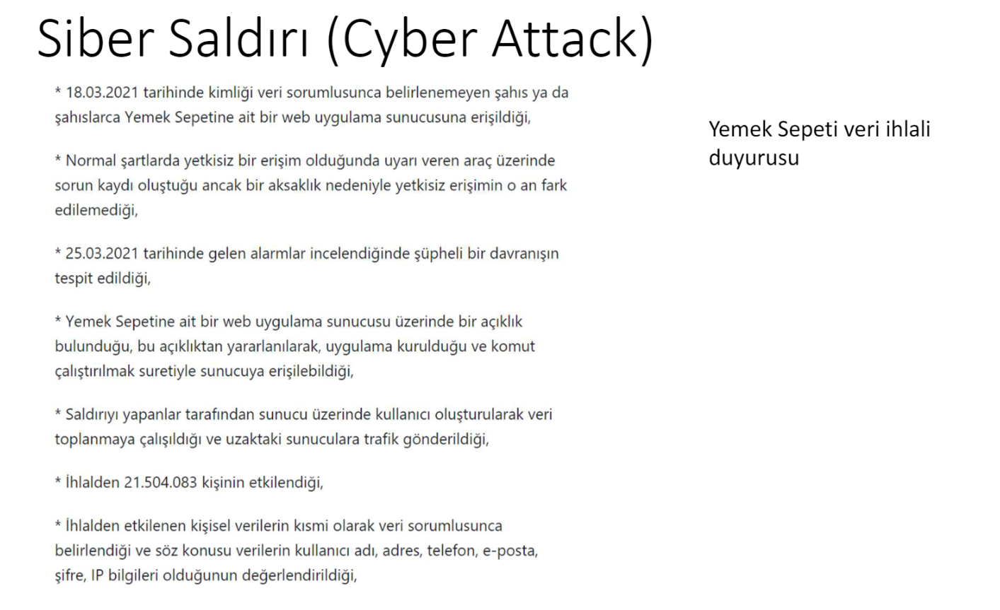 Siber Saldırı (Cyber Attack)
* 18.03.2021 tarihinde kimliği veri sorumlusunca belirlenemeyen şahıs ya da
şahıslarca Yemek Sepetine ait bir web uygulama sunucusuna erişildiği,
* Normal şartlarda yetkisiz bir erişim olduğunda uyarı veren araç üzerinde
sorun kaydı oluştuğu ancak bir aksaklık nedeniyle yetkisiz erişimin o an fark
edilemediği,
* 25.03.2021 tarihinde gelen alarmlar incelendiğinde şüpheli bir davranışın
tespit edildiği,
* Yemek Sepetine ait bir web uygulama sunucusu üzerinde bir açıklık
bulunduğu, bu açıklıktan yararlanılarak, uygulama kurulduğu ve komut
çalıştırılmak suretiyle sunucuya erişilebildiği,
* Saldırıyı yapanlar tarafından sunucu üzerinde kullanıcı oluşturularak veri
toplanmaya çalışıldığı ve uzaktaki sunuculara trafik gönderildiği,
* İhlalden 21.504.083 kişinin etkilendiği,
* İhlalden etkilenen kişisel verilerin kısmi olarak veri sorumlusunca
belirlendiği ve söz konusu verilerin kullanıcı adı, adres, telefon, e-posta,
şifre, IP bilgileri olduğunun değerlendirildiği,
Yemek Sepeti veri ihlali
duyurusu